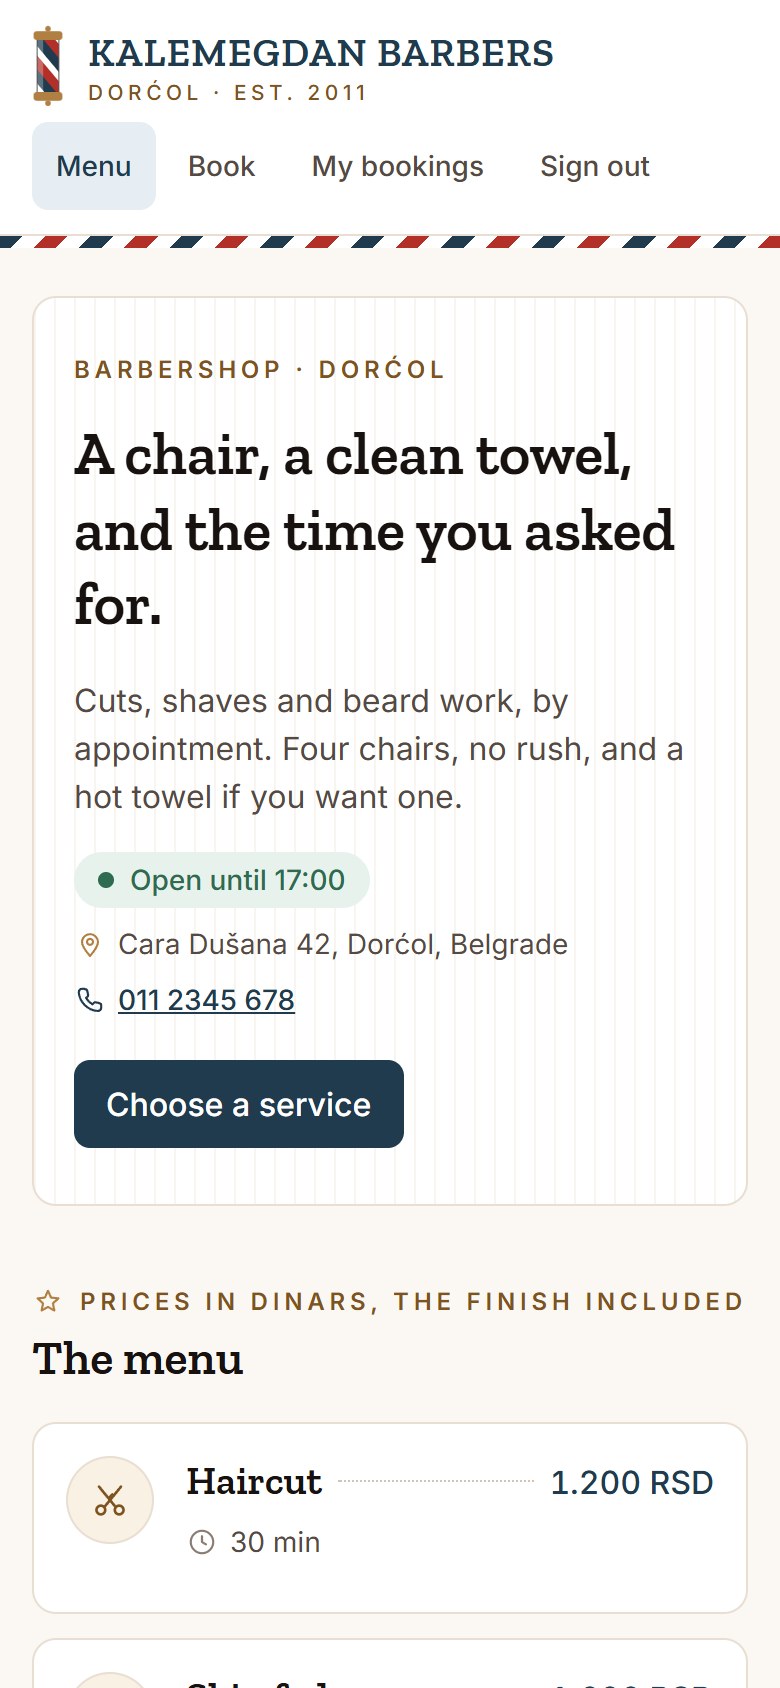 KALEMEGDAN BARBERS
DORĆOL · EST. 2011
Menu Book My bookings Sign out
BARBERSHOP · DORĆOL
A chair, a clean towel,
and the time you asked
for.
Cuts, shaves and beard work, by
appointment. Four chairs, no rush, and a
hot towel if you want one.
Open until 17:00
Cara Dušana 42, Dorćol, Belgrade
011 2345 678
Choose a service
PRICES IN DINARS, THE FINISH INCLUDED
The menu
Haircut 1.200 RSD
30 min